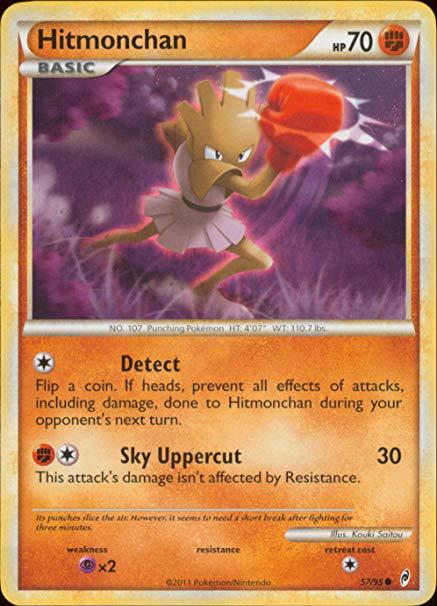 Hitmonchan HP 70
BASIC
NO. 107 Punching Pokémon HT: 4'07" WT: 110.7 lbs.
Detect
Flip a coin. If heads, prevent all effects of attacks,
including damage, done to Hitmonchan during your
opponent's next turn.
Sky Uppercut 30
This attack's damage isn't affected by Resistance.
Its punches slice the air. However, it seems to need a short break after fighting for
three minutes.
Illus. Kouki Saitou
weakness resistance retreat cost
×2
©2011 Pokémon/Nintendo 57/95